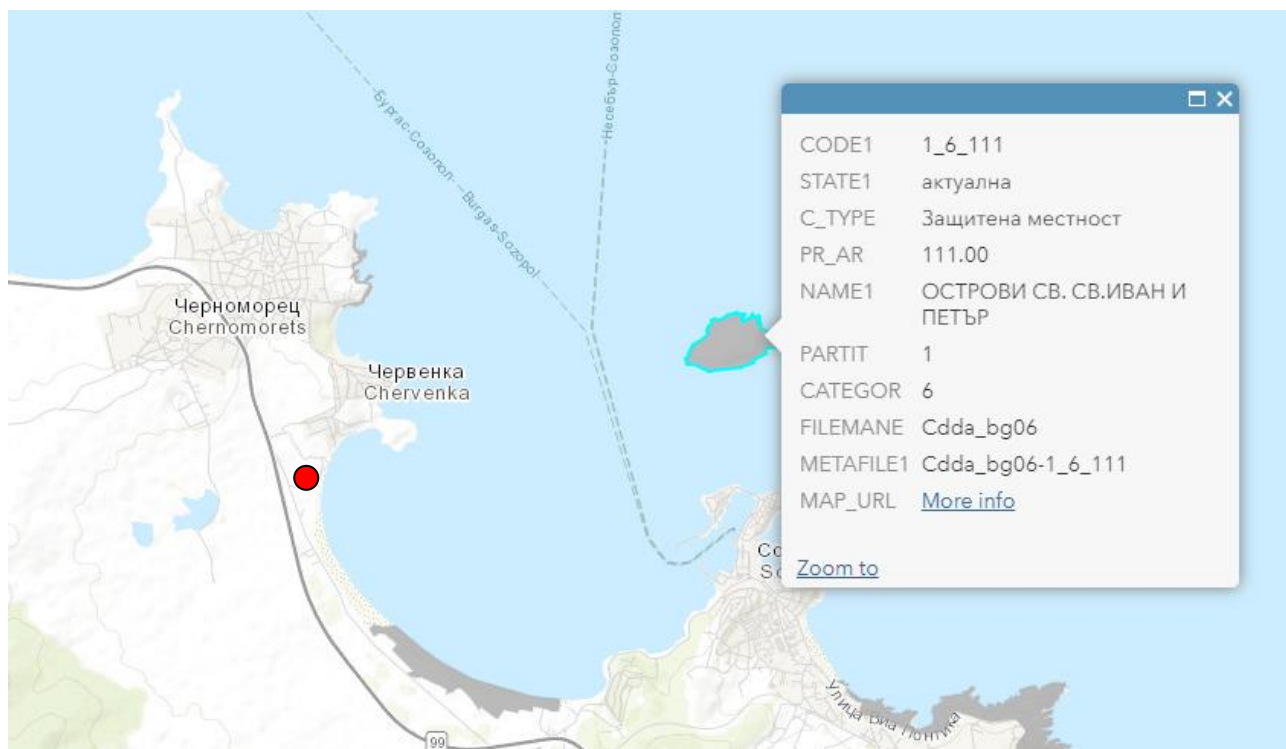 Бургас-Созопол- -Burgas-Sozopol
Несебър-Созопол
Черноморец
Chernomorets
Червенка
Chervenka
99
Улица Виа Понтика
CODE1 1_6_111
STATE1 актуална
C_TYPE Защитена местност
PR_AR 111.00
NAME1 ОСТРОВИ СВ. СВ.ИВАН И
ПЕТЪР
PARTIT 1
CATEGOR 6
FILEMANE Cdda_bg06
METAFILE1 Cdda_bg06-1_6_111
MAP_URL More info
Zoom to